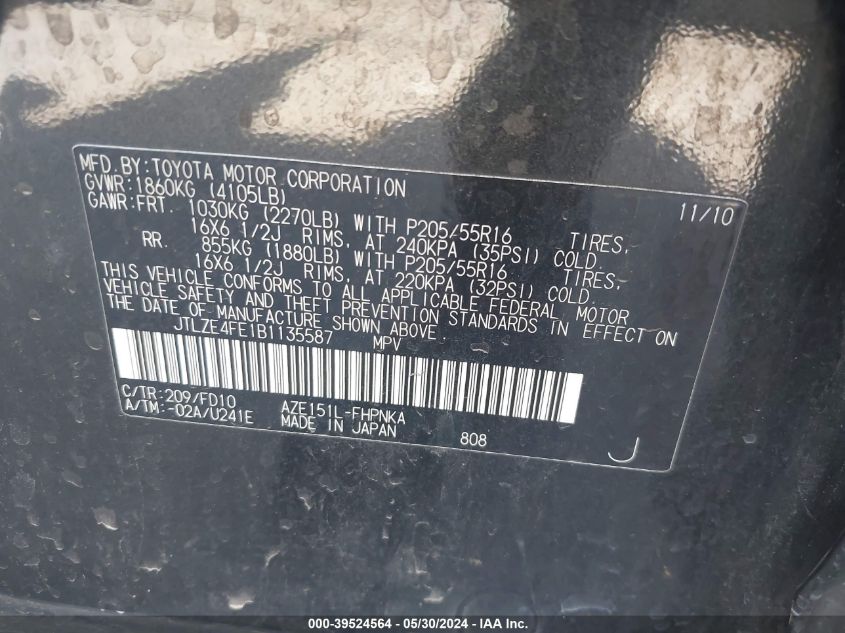 MFD.BY:TOYOTA MOTOR CORPORATION 11/10
GVWR:1860KG (4105LB)
GAWR:FRT. 1030KG (2270LB) WITH P205/55R16 TIRES,
16X6 1/2J RIMS, AT 240KPA (35PSI) COLD.
RR. 855KG (1880LB) WITH P205/55R16 TIRES,
16X6 1/2J RIMS, AT 220KPA (32PSI) COLD.
THIS VEHICLE CONFORMS TO ALL APPLICABLE FEDERAL MOTOR
VEHICLE SAFETY AND THEFT PREVENTION STANDARDS IN EFFECT ON
THE DATE OF MANUFACTURE SHOWN ABOVE.
JTLZE4FE1B1135587 MPV
C/TR:209/FD10 AZE151L-FHPNKA
A/TM:-02A/U241E MADE IN JAPAN 808 J
000-39524564 / 05/30/2024 - IAA Inc.